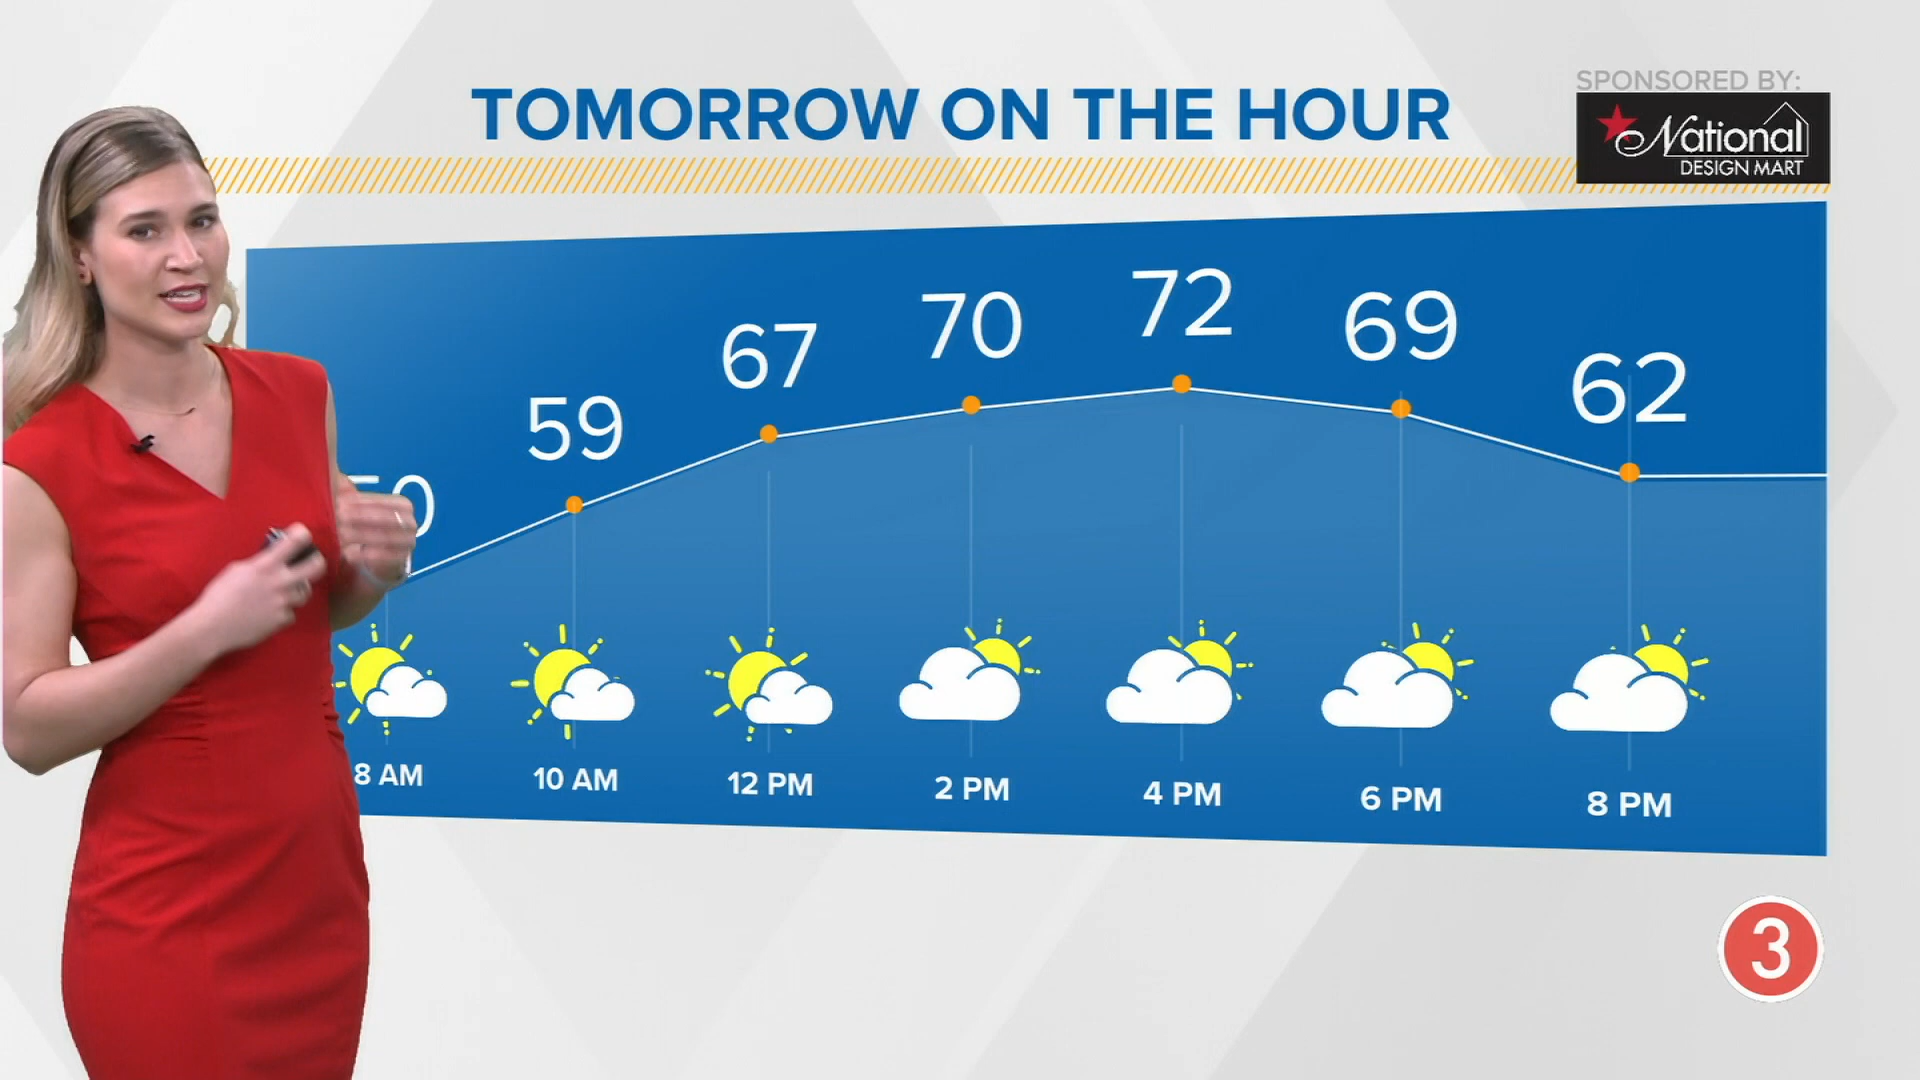 TOMORROW ON THE HOUR
SPONSORED BY:
National
DESIGN MART
59
67
70
72
69
62
8 AM
10 AM
12 PM
2 PM
4 PM
6 PM
8 PM
3